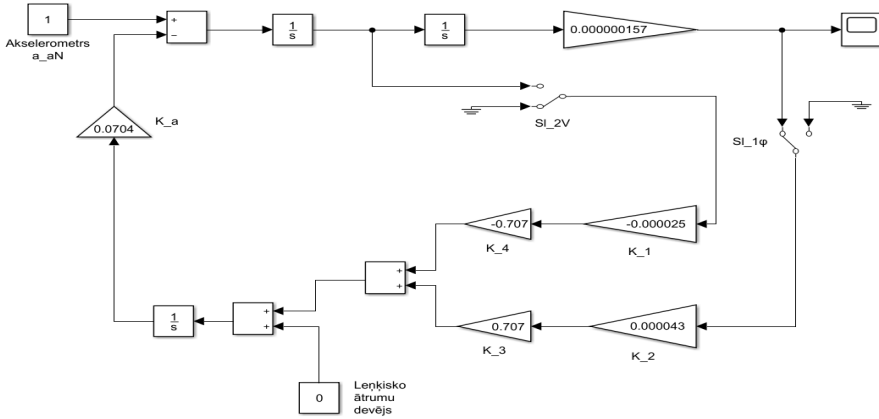 1
Akselerometrs
a_aN
+
−
1
s
1
s
0.000000157
0.0704
K_a
SI_2V
SI_1φ
-0.707
K_4
-0.000025
K_1
+
+
0.707
K_3
0.000043
K_2
1
s
+
+
0
Leņķisko
ātrumu
devējs